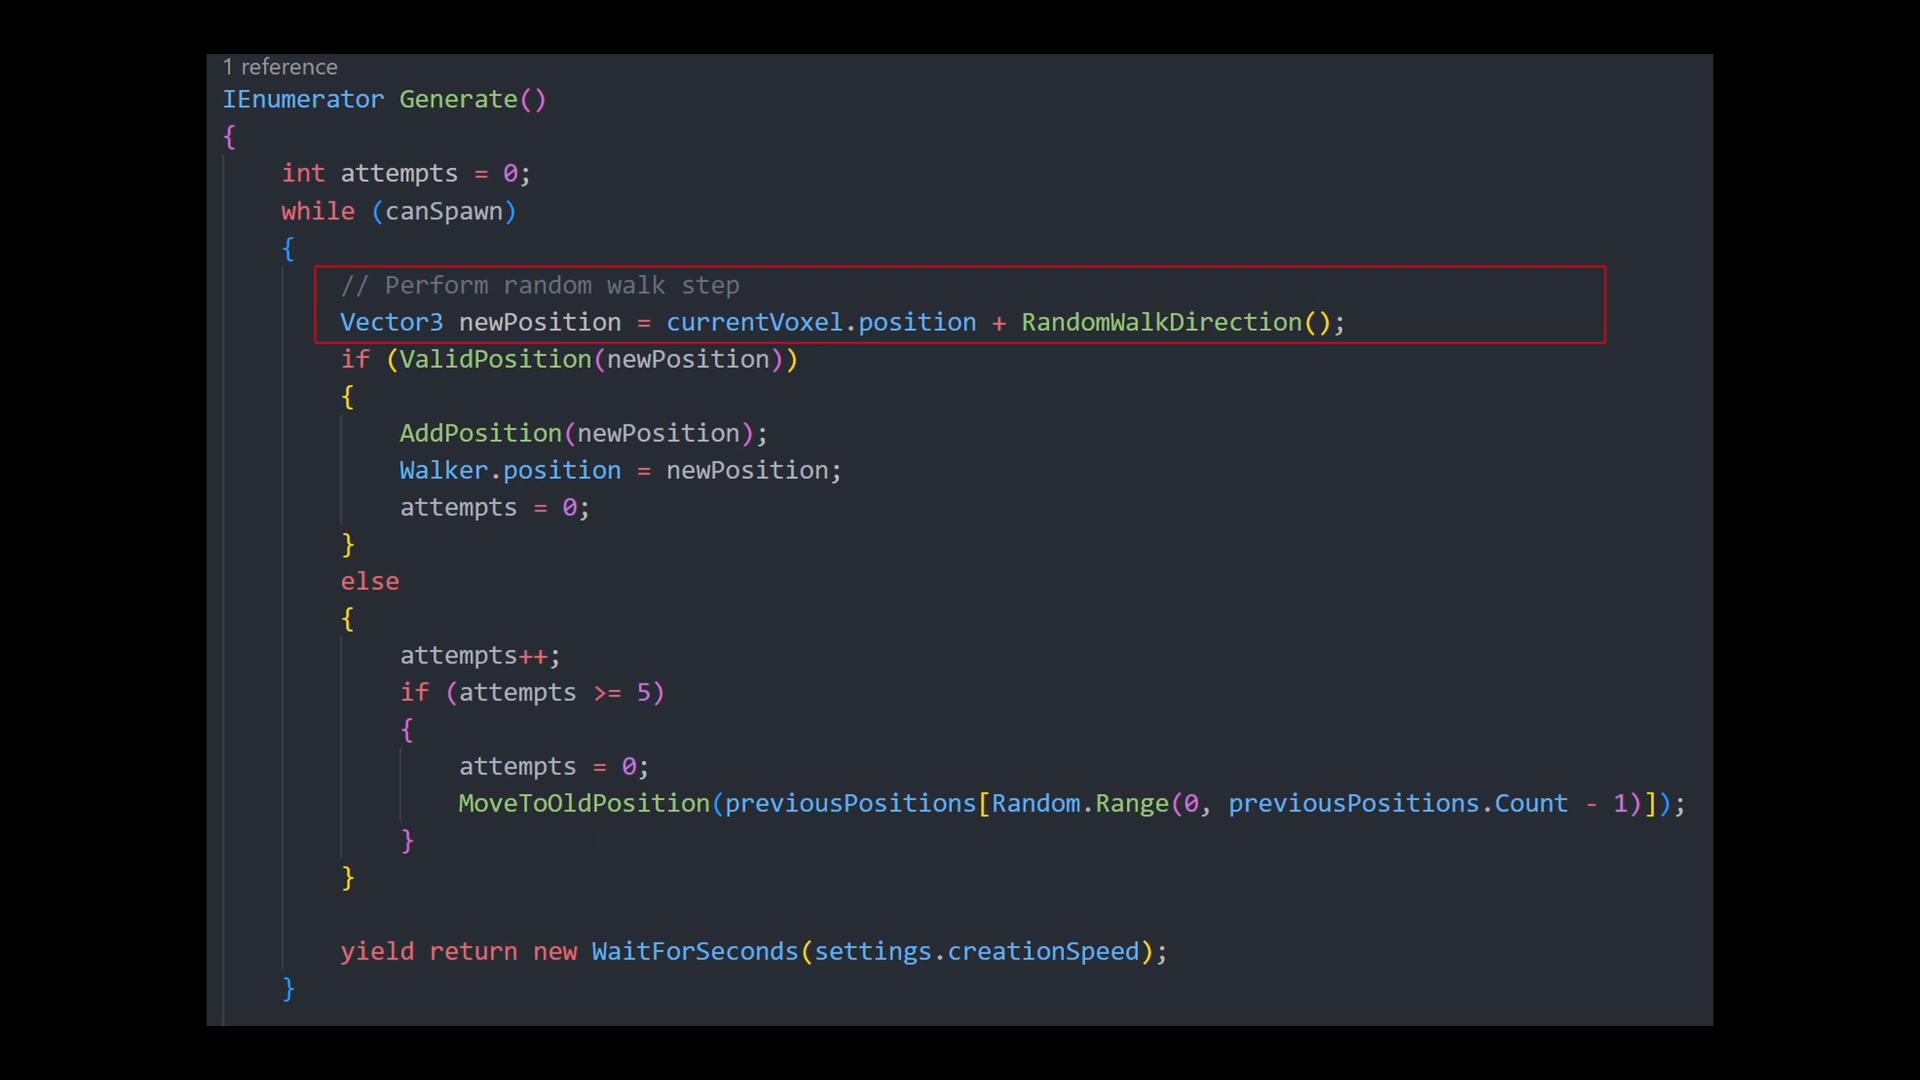 1 reference
IEnumerator Generate()
{
int attempts = 0;
while (canSpawn)
{
// Perform random walk step
Vector3 newPosition = currentVoxel.position + RandomWalkDirection();
if (ValidPosition(newPosition))
{
AddPosition(newPosition);
Walker.position = newPosition;
attempts = 0;
}
else
{
attempts++;
if (attempts >= 5)
{
attempts = 0;
MoveToOldPosition(previousPositions[Random.Range(0, previousPositions.Count - 1)]);
}
}
yield return new WaitForSeconds(settings.creationSpeed);
}